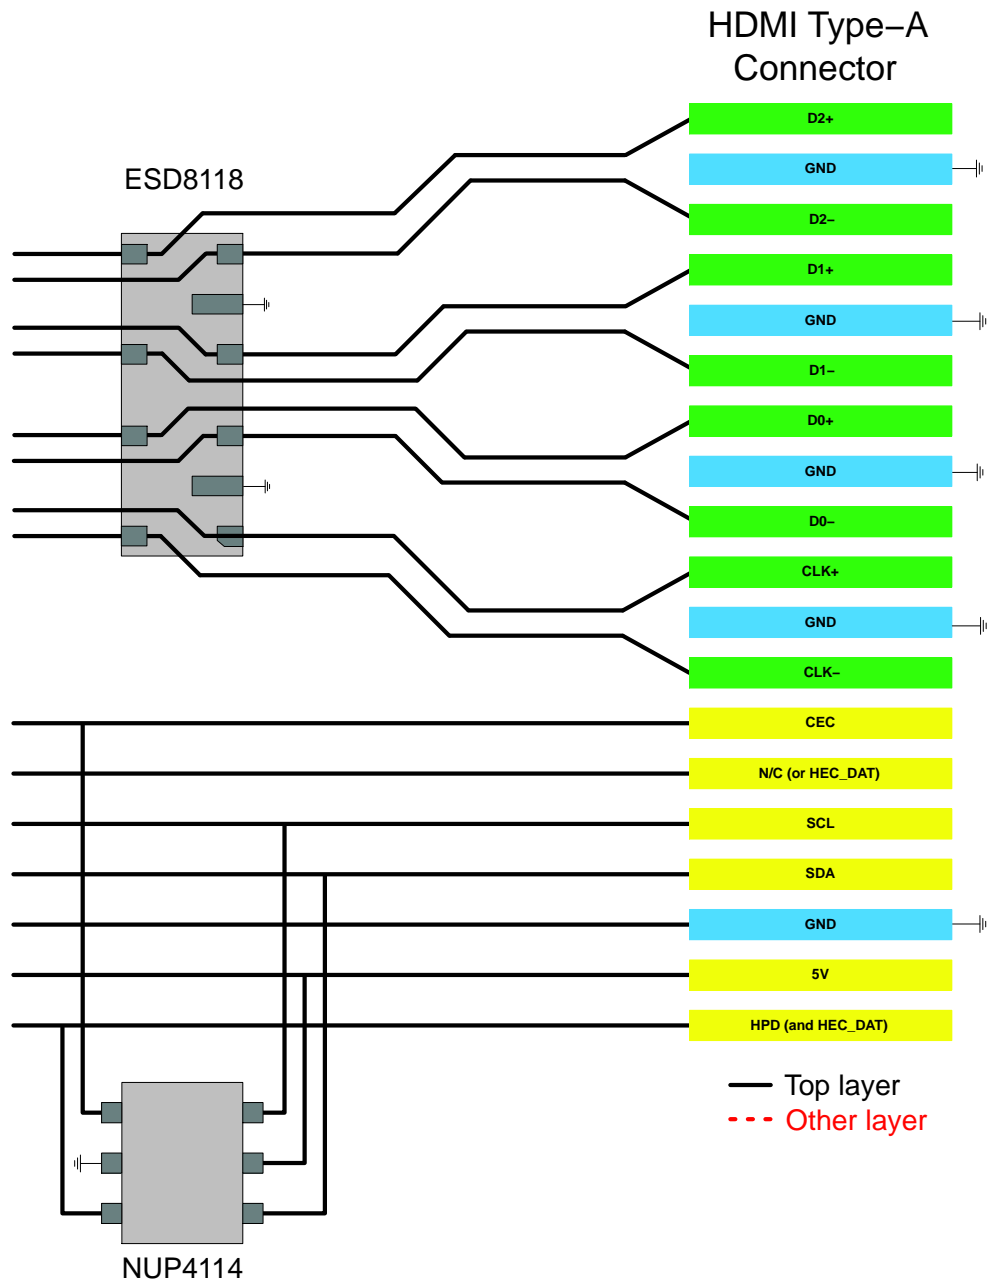 HDMI Type–A
Connector
ESD8118
D2+
GND
D2–
D1+
GND
D1–
D0+
GND
D0–
CLK+
GND
CLK–
CEC
N/C (or HEC_DAT)
SCL
SDA
GND
5V
HPD (and HEC_DAT)
Top layer
Other layer
NUP4114